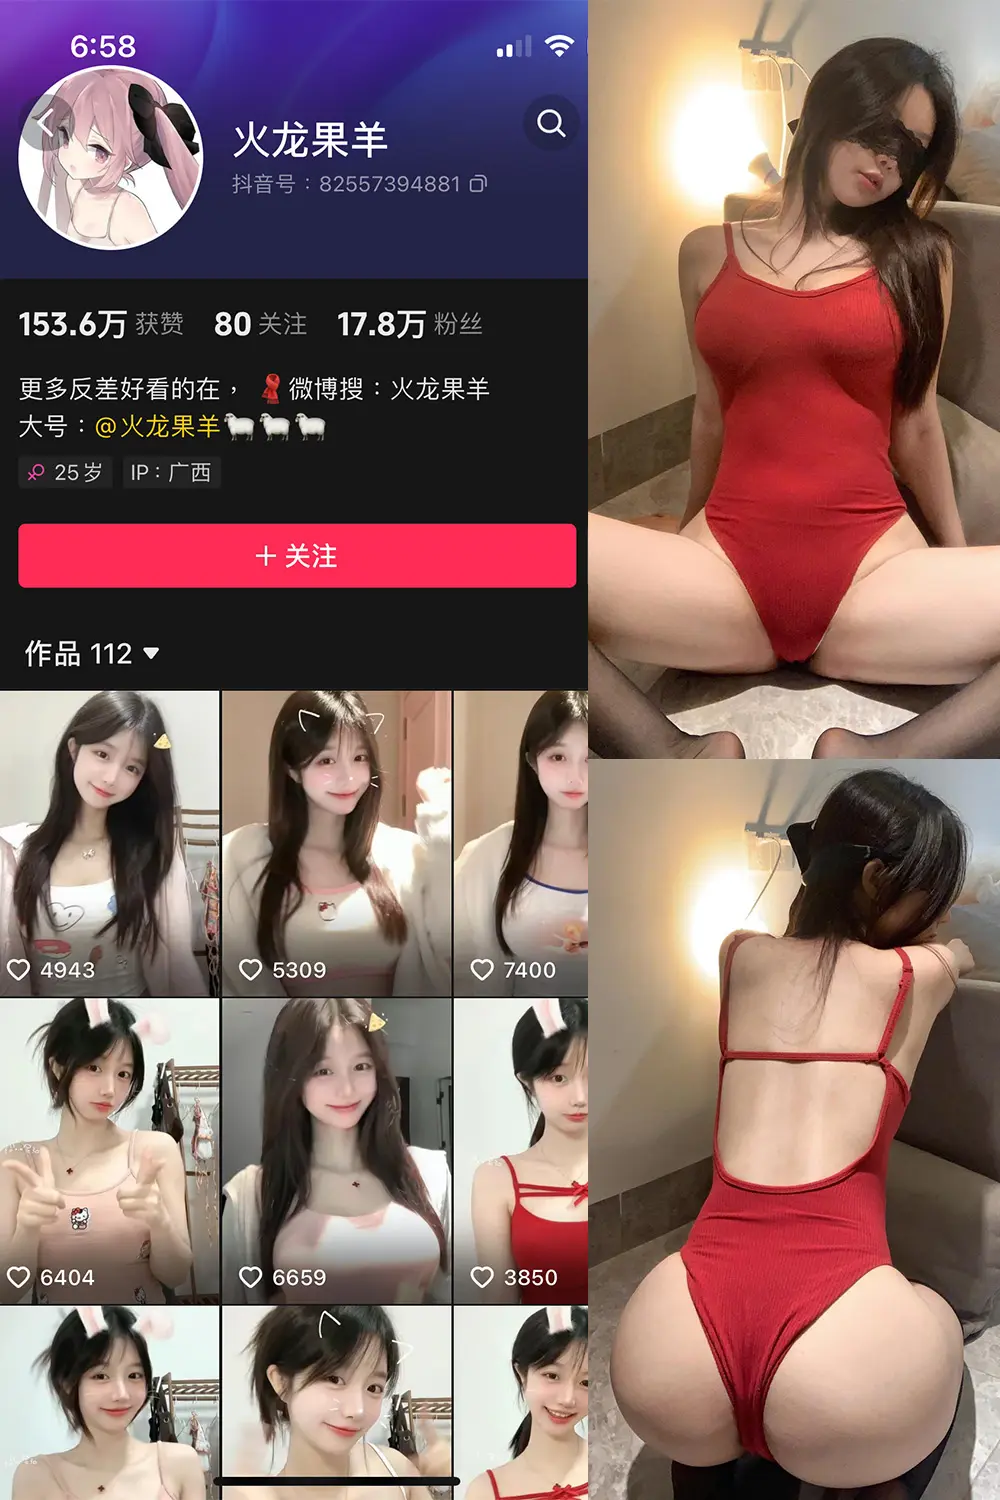 6:58
火龙果羊
抖音号：82557394881
153.6万 获赞 80 关注 17.8万 粉丝
更多反差好看的在， 🧣微博搜：火龙果羊
大号：@火龙果羊🐑🐑🐑
25岁 IP：广西
＋ 关注
作品 112
4943 5309 7400
6404 6659 3850